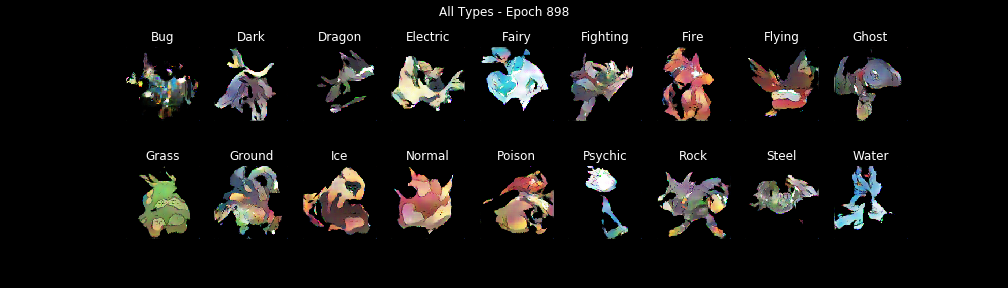 All Types - Epoch 898
Bug Dark Dragon Electric Fairy Fighting Fire Flying Ghost
Grass Ground Ice Normal Poison Psychic Rock Steel Water